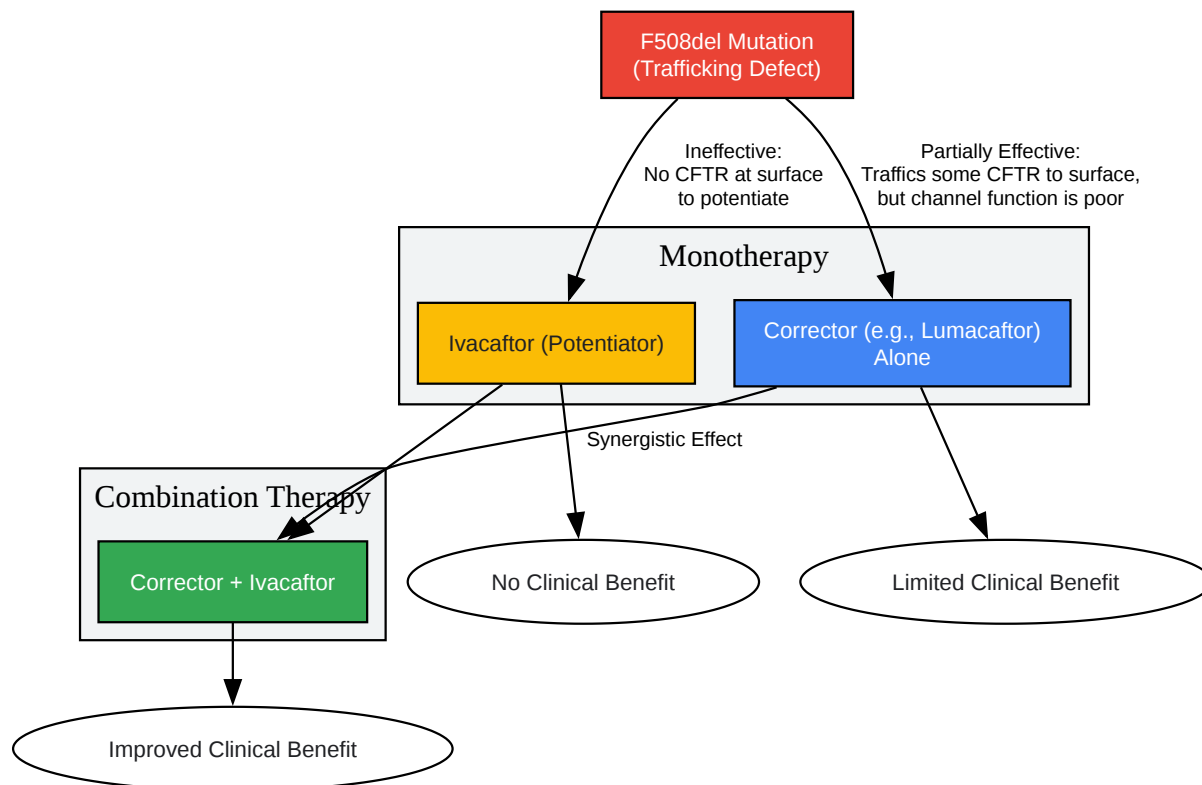 F508del Mutation
(Trafficking Defect)
Ineffective:
No CFTR at surface
to potentiate
Partially Effective:
Traffics some CFTR to surface,
but channel function is poor
Monotherapy
Ivacaftor (Potentiator)
Corrector (e.g., Lumacaftor)
Alone
Synergistic Effect
Combination Therapy
Corrector + Ivacaftor
No Clinical Benefit
Limited Clinical Benefit
Improved Clinical Benefit